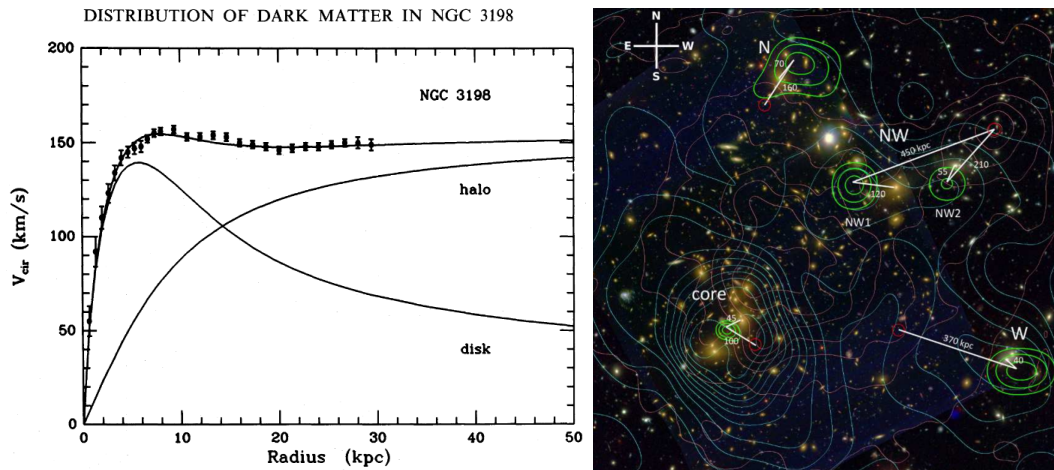 DISTRIBUTION OF DARK MATTER IN NGC 3198
200
150
100
50
0
V_cir (km/s)
NGC 3198
halo
disk
0 10 20 30 40 50
Radius (kpc)
N
E W
S
N
70
160
NW
450 kpc
210
55
120
NW1
NW2
core
45
100
370 kpc
W
40